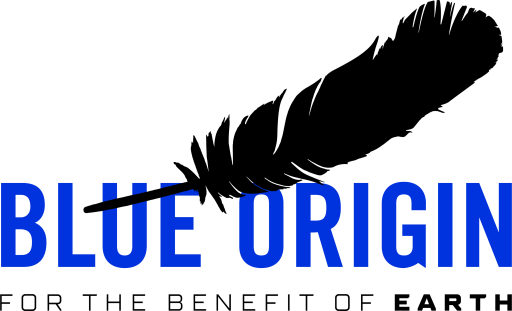 BLUE ORIGIN
FOR THE BENEFIT OF EARTH